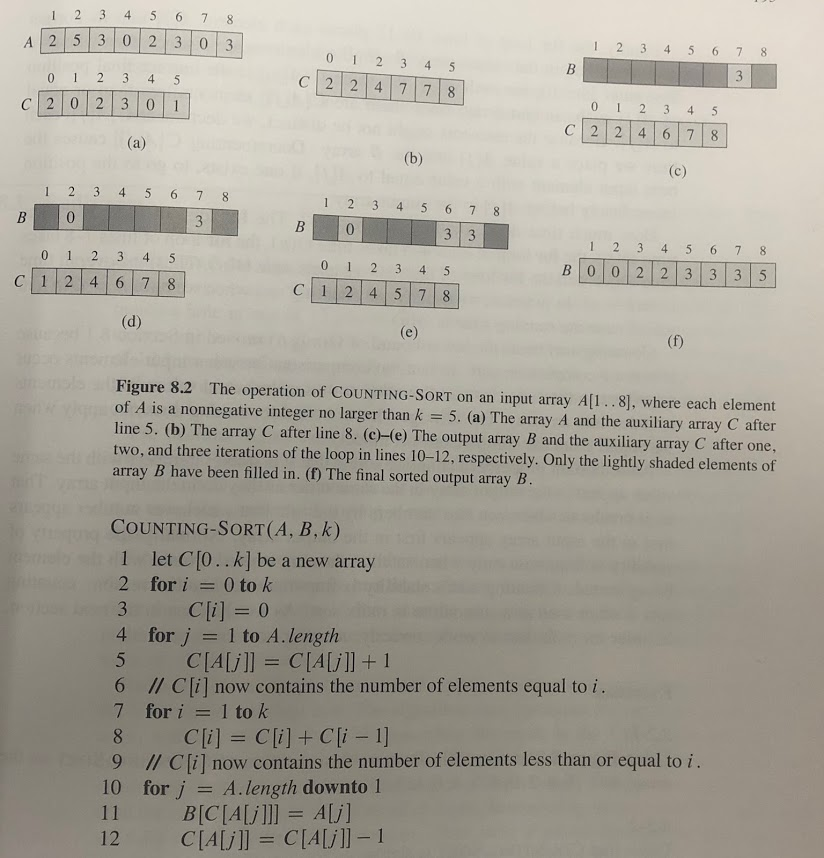 1 2 3 4 5 6 7 8
A 2 5 3 0 2 3 0 3
0 1 2 3 4 5
C 2 0 2 3 0 1
(a)
0 1 2 3 4 5
C 2 2 4 7 7 8
(b)
1 2 3 4 5 6 7 8
B 3
0 1 2 3 4 5
C 2 2 4 6 7 8
(c)
1 2 3 4 5 6 7 8
B 0 3
0 1 2 3 4 5
C 1 2 4 6 7 8
(d)
1 2 3 4 5 6 7 8
B 0 3 3
0 1 2 3 4 5
C 1 2 4 5 7 8
(e)
1 2 3 4 5 6 7 8
B 0 0 2 2 3 3 3 5
(f)
Figure 8.2 The operation of COUNTING-SORT on an input array A[1..8], where each element
of A is a nonnegative integer no larger than k = 5. (a) The array A and the auxiliary array C after
line 5. (b) The array C after line 8. (c)–(e) The output array B and the auxiliary array C after one,
two, and three iterations of the loop in lines 10–12, respectively. Only the lightly shaded elements of
array B have been filled in. (f) The final sorted output array B.
COUNTING-SORT(A, B, k)
1 let C[0..k] be a new array
2 for i = 0 to k
3 C[i] = 0
4 for j = 1 to A.length
5 C[A[j]] = C[A[j]] + 1
6 // C[i] now contains the number of elements equal to i.
7 for i = 1 to k
8 C[i] = C[i] + C[i − 1]
9 // C[i] now contains the number of elements less than or equal to i.
10 for j = A.length downto 1
11 B[C[A[j]]] = A[j]
12 C[A[j]] = C[A[j]] − 1